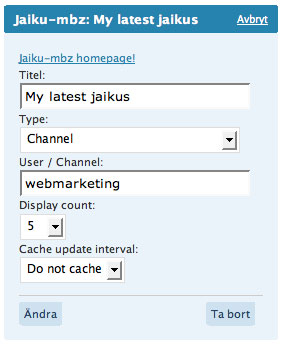 Jaiku-mbz: My latest jaikus Avbryt
Jaiku-mbz homepage!
Titel:
My latest jaikus
Type:
Channel
User / Channel:
webmarketing
Display count:
5
Cache update interval:
Do not cache
Ändra Ta bort